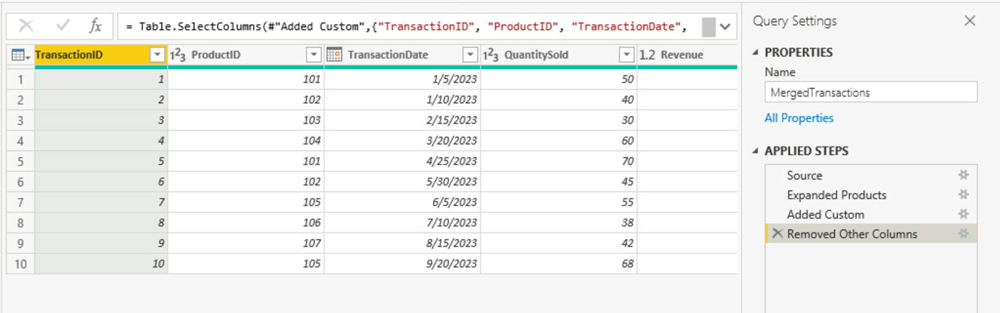 fx = Table.SelectColumns(#"Added Custom",{"TransactionID", "ProductID", "TransactionDate",
TransactionID 123 ProductID TransactionDate 123 QuantitySold 1.2 Revenue
1 1 101 1/5/2023 50
2 2 102 1/10/2023 40
3 3 103 2/15/2023 30
4 4 104 3/20/2023 60
5 5 101 4/25/2023 70
6 6 102 5/30/2023 45
7 7 105 6/5/2023 55
8 8 106 7/10/2023 38
9 9 107 8/15/2023 42
10 10 105 9/20/2023 68
Query Settings
PROPERTIES
Name
MergedTransactions
All Properties
APPLIED STEPS
Source
Expanded Products
Added Custom
Removed Other Columns